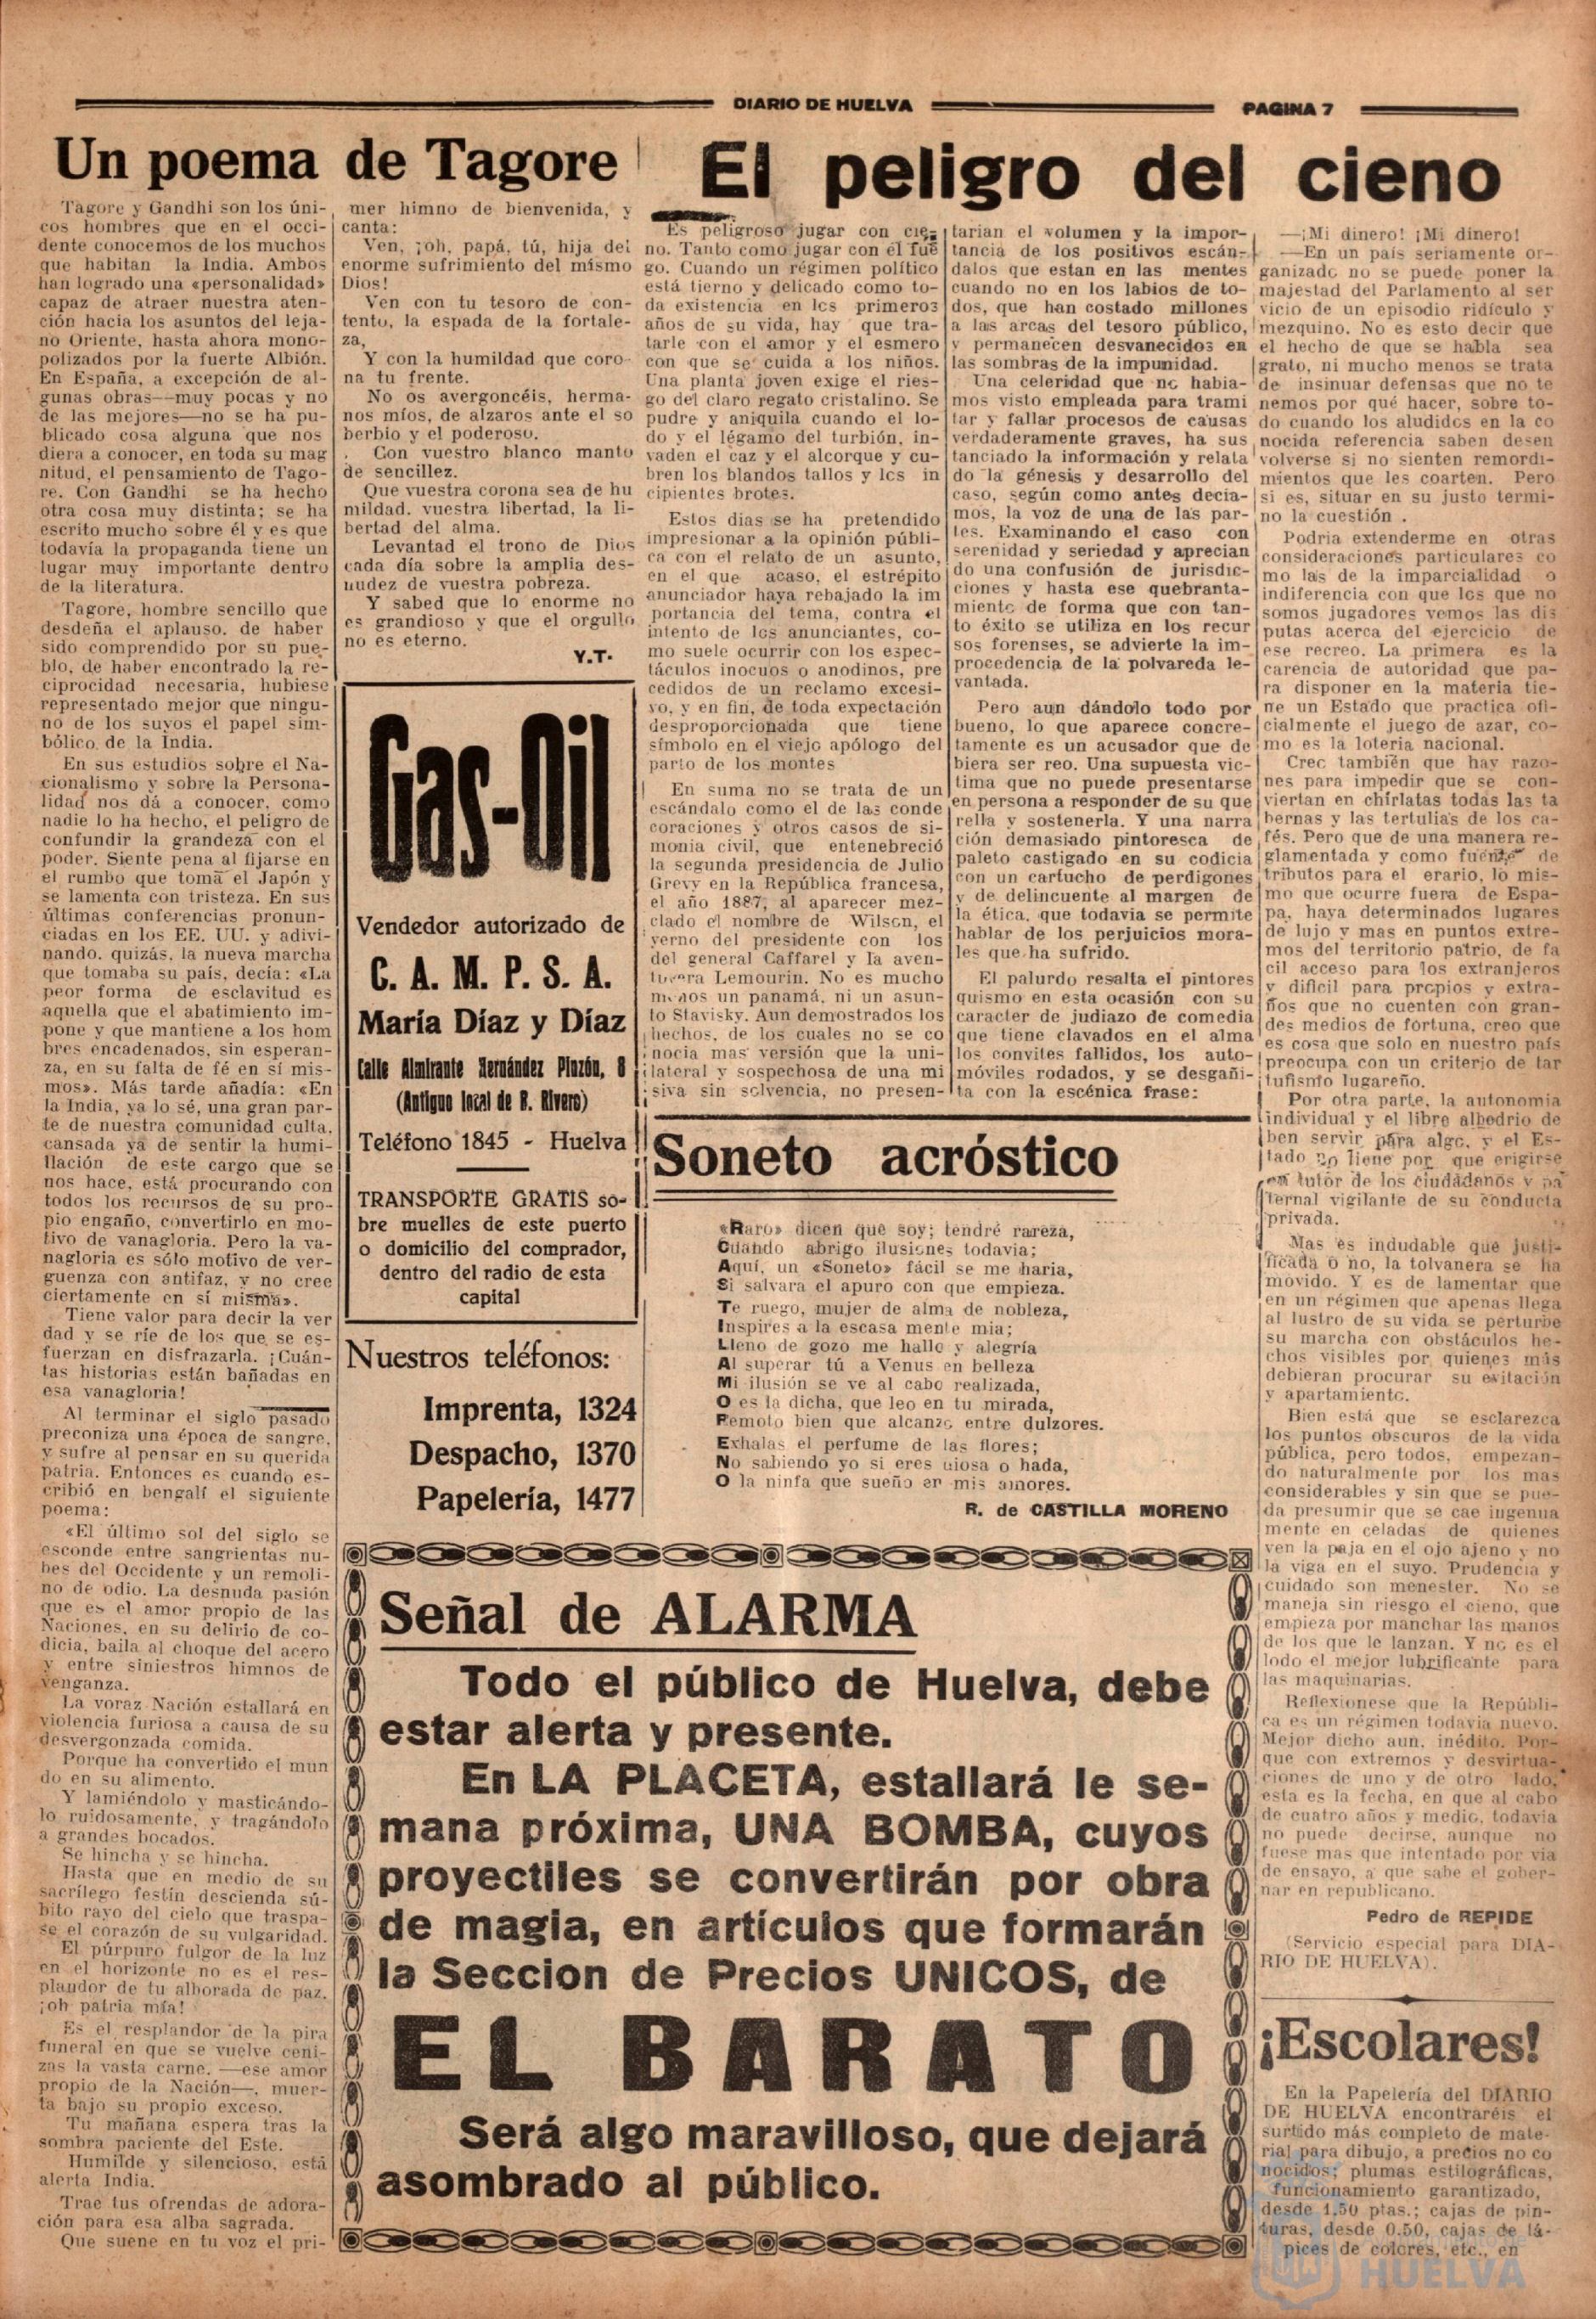 DIARIO DE HUELVA
PAGINA 7
Un poema de Tagore
Tagore y Gandhi son los úni-
cos hombres que en el occi-
dente conocemos de los muchos
que habitan la India. Ambos
han logrado una «personalidad»
capaz de atraer nuestra aten-
ción hacia los asuntos del leja-
no Oriente, hasta ahora mono-
polizados por la fuerte Albión.
En España, a excepción de al-
gunas obras—muy pocas y no
de las mejores—no se ha pu-
blicado cosa alguna que nos
diera a conocer, en toda su mag
nitud, el pensamiento de Tago-
re. Con Gandhi se ha hecho
otra cosa muy distinta; se ha
escrito mucho sobre él y es que
todavía la propaganda tiene un
lugar muy importante dentro
de la literatura.
Tagore, hombre sencillo que
desdeña el aplauso, de haber
sido comprendido por su pue-
blo, de haber encontrado la re-
ciprocidad necesaria, hubiese
representado mejor que ningu-
no de los suyos el papel sim-
bólico de la India.
En sus estudios sobre el Na-
cionalismo y sobre la Persona-
lidad nos dá a conocer, como
nadie lo ha hecho, el peligro de
confundir la grandeza con el
poder. Siente pena al fijarse en
el rumbo que toma el Japón y
se lamenta con tristeza. En sus
últimas conferencias pronun-
ciadas en los EE. UU. y adivi-
nando, quizás, la nueva marcha
que tomaba su país, decía: «La
peor forma de esclavitud es
aquella que el abatimiento im-
pone y que mantiene a los hom
bres encadenados, sin esperan-
za, en su falta de fé en sí mis-
mos». Más tarde añadía: «En
la India, ya lo sé, una gran par-
te de nuestra comunidad culta,
cansada ya de sentir la humi-
llación de este cargo que se
nos hace, está procurando con
todos los recursos de su pro-
pio engaño, convertirlo en mo-
tivo de vanagloria. Pero la va-
nagloria es sólo motivo de ver-
guenza con antifaz, y no cree
ciertamente en sí misma».
Tiene valor para decir la ver
dad y se ríe de los que se es-
fuerzan en disfrazarla. ¡Cuán-
tas historias están bañadas en
esa vanagloria!
Al terminar el siglo pasado
preconiza una época de sangre,
y sufre al pensar en su querida
patria. Entonces es cuando es-
cribió en bengalí el siguiente
poema:
«El último sol del siglo se
esconde entre sangrientas nu-
bes del Occidente y un remoli-
no de odio. La desnuda pasión
que es el amor propio de las
Naciones, en su delirio de co-
dicia, baila al choque del acero
y entre siniestros himnos de
venganza.
La voraz Nación estallará en
violencia furiosa a causa de su
desvergonzada comida.
Porque ha convertido el mun
do en su alimento.
Y lamiéndolo y masticándo-
lo ruidosamente, y tragándolo
a grandes bocados.
Se hincha y se hincha.
Hasta que en medio de su
sacrílego festín descienda sú-
bito rayo del cielo que traspa-
se el corazón de su vulgaridad.
El púrpuro fulgor de la luz
en el horizonte no es el res-
plandor de tu alborada de paz,
¡oh patria mía!
Es el resplandor de la pira
funeral en que se vuelve ceni-
zas la vasta carne, —ese amor
propio de la Nación—, muer-
ta bajo su propio exceso.
Tu mañana espera tras la
sombra paciente del Este.
Humilde y silencioso, está
alerta India.
Trae tus ofrendas de adora-
ción para esa alba sagrada.
Que suene en tu voz el pri-
mer himno de bienvenida, y
canta:
Ven, ¡oh, papá, tú, hija del
enorme sufrimiento del mismo
Dios!
Ven con tu tesoro de con-
tento, la espada de la fortale-
za,
Y con la humildad que coro-
na tu frente.
No os avergoncéis, herma-
nos míos, de alzaros ante el so
berbio y el poderoso.
Con vuestro blanco manto
de sencillez.
Que vuestra corona sea de hu
mildad, vuestra libertad, la li-
bertad del alma.
Levantad el trono de Dios
cada día sobre la amplia des-
nudez de vuestra pobreza.
Y sabed que lo enorme no
es grandioso y que el orgullo
no es eterno.
Y.T.
Gas-Oil
Vendedor autorizado de
C. A. M. P. S. A.
María Díaz y Díaz
Calle Almirante Hernández Pinzón, 8
(Antiguo local de R. Rivero)
Teléfono 1845 - Huelva
TRANSPORTE GRATIS so-
bre muelles de este puerto
o domicilio del comprador,
dentro del radio de esta
capital
Nuestros teléfonos:
Imprenta, 1324
Despacho, 1370
Papelería, 1477
El peligro del cieno
Es peligroso jugar con cie-
no. Tanto como jugar con el fue
go. Cuando un régimen político
está tierno y delicado como to-
da existencia en los primeros
años de su vida, hay que tra-
tarle con el amor y el esmero
con que se cuida a los niños.
Una planta joven exige el ries-
go del claro regato cristalino. Se
pudre y aniquila cuando el lo-
do y el légamo del turbión, in-
vaden el caz y el alcorque y cu-
bren los blandos tallos y los in
cipientes brotes.
Estos dias se ha pretendido
impresionar a la opinión públi-
ca con el relato de un asunto,
en el que acaso, el estrépito
anunciador haya rebajado la im
portancia del tema, contra el
intento de los anunciantes, co-
mo suele ocurrir con los espec-
táculos inocuos o anodinos, pre
cedidos de un reclamo excesi-
vo, y en fin, de toda expectación
desproporcionada que tiene
símbolo en el viejo apólogo del
parto de los montes
En suma no se trata de un
escándalo como el de las conde
coraciones y otros casos de si-
monia civil, que entenebreció
la segunda presidencia de Julio
Grevy en la República francesa,
el año 1887, al aparecer mez-
clado el nombre de Wilson, el
yerno del presidente con los
del general Caffarel y la aven-
turera Lemourin. No es mucho
menos un panamá, ni un asun-
to Stavisky. Aun demostrados los
hechos, de los cuales no se co
nocia mas versión que la uni-
lateral y sospechosa de una mi
siva sin solvencia, no presen-
tarian el volumen y la impor-
tancia de los positivos escán-
dalos que estan en las mentes
cuando no en los labios de to-
dos, que han costado millones
a las arcas del tesoro público,
y permanecen desvanecidos en
las sombras de la impunidad.
Una celeridad que no habia-
mos visto empleada para trami
tar y fallar procesos de causas
verdaderamente graves, ha sus
tanciado la información y relata
do la génesis y desarrollo del
caso, según como antes decia-
mos, la voz de una de las par-
tes. Examinando el caso con
serenidad y seriedad y aprecian
do una confusión de jurisdic-
ciones y hasta ese quebranta-
miento de forma que con tan-
to éxito se utiliza en los recur
sos forenses, se advierte la im-
procedencia de la polvareda le-
vantada.
Pero aun dándolo todo por
bueno, lo que aparece concre-
tamente es un acusador que de
biera ser reo. Una supuesta vic-
tima que no puede presentarse
en persona a responder de su que
rella y sostenerla. Y una narra
ción demasiado pintoresca de
paleto castigado en su codicia
con un cartucho de perdigones
y de delincuente al margen de
la ética, que todavia se permite
hablar de los perjuicios mora-
les que ha sufrido.
El palurdo resalta el pintores
quismo en esta ocasión con su
caracter de judiazo de comedia
que tiene clavados en el alma
los convites fallidos, los auto-
móviles rodados, y se desgañi-
ta con la escénica frase:
—¡Mi dinero! ¡Mi dinero!
—En un país seriamente or-
ganizado no se puede poner la
majestad del Parlamento al ser
vicio de un episodio ridículo y
mezquino. No es esto decir que
el hecho de que se habla sea
grato, ni mucho menos se trata
de insinuar defensas que no te
nemos por qué hacer, sobre to-
do cuando los aludidos en la co
nocida referencia saben desen
volverse si no sienten remordi-
mientos que les coarten. Pero
si es, situar en su justo termi-
no la cuestión .
Podria extenderme en otras
consideraciones particulares co
mo las de la imparcialidad o
indiferencia con que los que no
somos jugadores vemos las dis
putas acerca del ejercicio de
ese recreo. La primera es la
carencia de autoridad que pa-
ra disponer en la materia tie-
ne un Estado que practica ofi-
cialmente el juego de azar, co-
mo es la loteria nacional.
Creo también que hay razo-
nes para impedir que se con-
viertan en chirlatas todas las ta
bernas y las tertulias de los ca-
fés. Pero que de una manera re-
glamentada y como fuente de
tributos para el erario, lo mis-
mo que ocurre fuera de Espa-
pa, haya determinados lugares
de lujo y mas en puntos extre-
mos del territorio patrio, de fa
cil acceso para los extranjeros
y dificil para propios y extra-
ños que no cuenten con gran-
des medios de fortuna, creo que
es cosa que solo en nuestro país
preocupa con un criterio de tar
tufismo lugareño.
Por otra parte, la autonomia
individual y el libre albedrio de
ben servir para algo, y el Es-
tado no tiene por que erigirse
en tutor de los ciudadanos y pa
ternal vigilante de su conducta
privada.
Mas es indudable que justi-
ficada o no, la tolvanera se ha
movido. Y es de lamentar que
en un régimen que apenas llega
al lustro de su vida se perturbe
su marcha con obstáculos he-
chos visibles por quienes más
debieran procurar su evitación
y apartamiento.
Bien está que se esclarezca
los puntos obscuros de la vida
pública, pero todos, empezan-
do naturalmente por los mas
considerables y sin que se pue-
da presumir que se cae ingenua
mente en celadas de quienes
ven la paja en el ojo ajeno y no
la viga en el suyo. Prudencia y
cuidado son menester. No se
maneja sin riesgo el cieno, que
empieza por manchar las manos
de los que le lanzan. Y no es el
lodo el mejor lubrificante para
las maquinarias.
Reflexionese que la Repúbli-
ca es un régimen todavia nuevo.
Mejor dicho aun, inédito. Por-
que con extremos y desvirtua-
ciones de uno y de otro lado,
esta es la fecha, en que al cabo
de cuatro años y medio, todavia
no puede decirse, aunque no
fuese mas que intentado por via
de ensayo, a que sabe el gober-
nar en republicano.
Pedro de REPIDE
(Servicio especial para DIA-
RIO DE HUELVA).
Soneto acróstico
«Raro» dicen que soy; tendré rareza,
Cuando abrigo ilusiones todavia;
Aquí, un «Soneto» fácil se me haria,
Si salvara el apuro con que empieza.
Te ruego, mujer de alma de nobleza,
Inspires a la escasa mente mia;
Lleno de gozo me hallo y alegría
Al superar tú a Venus en belleza
Mi ilusión se ve al cabo realizada,
O es la dicha, que leo en tu mirada,
Remoto bien que alcanzo entre dulzores.
Exhalas el perfume de las flores;
No sabiendo yo si eres diosa o hada,
O la ninfa que sueño en mis amores.
R. de CASTILLA MORENO
Señal de ALARMA
Todo el público de Huelva, debe
estar alerta y presente.
En LA PLACETA, estallará le se-
mana próxima, UNA BOMBA, cuyos
proyectiles se convertirán por obra
de magia, en artículos que formarán
la Seccion de Precios UNICOS, de
EL BARATO
Será algo maravilloso, que dejará
asombrado al público.
¡Escolares!
En la Papelería del DIARIO
DE HUELVA encontraréis el
surtido más completo de mate-
rial para dibujo, a precios no co
nocidos; plumas estilográficas,
funcionamiento garantizado,
desde 1.50 ptas.; cajas de pin-
turas, desde 0.50, cajas de lá-
pices de colores, etc., en
HUELVA